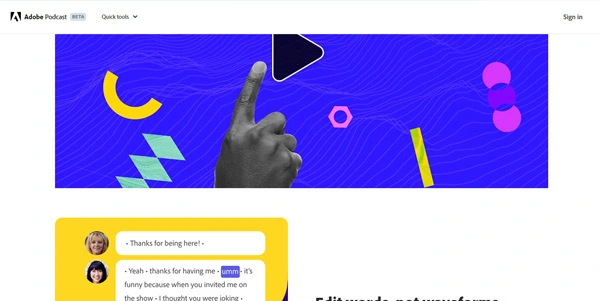 Adobe Podcast BETA Quick tools Sign in
• Thanks for being here! •
• Yeah • thanks for having me • umm • it's
funny because when you invited me on
the show • I thought you were joking •
Edit words, not waveforms